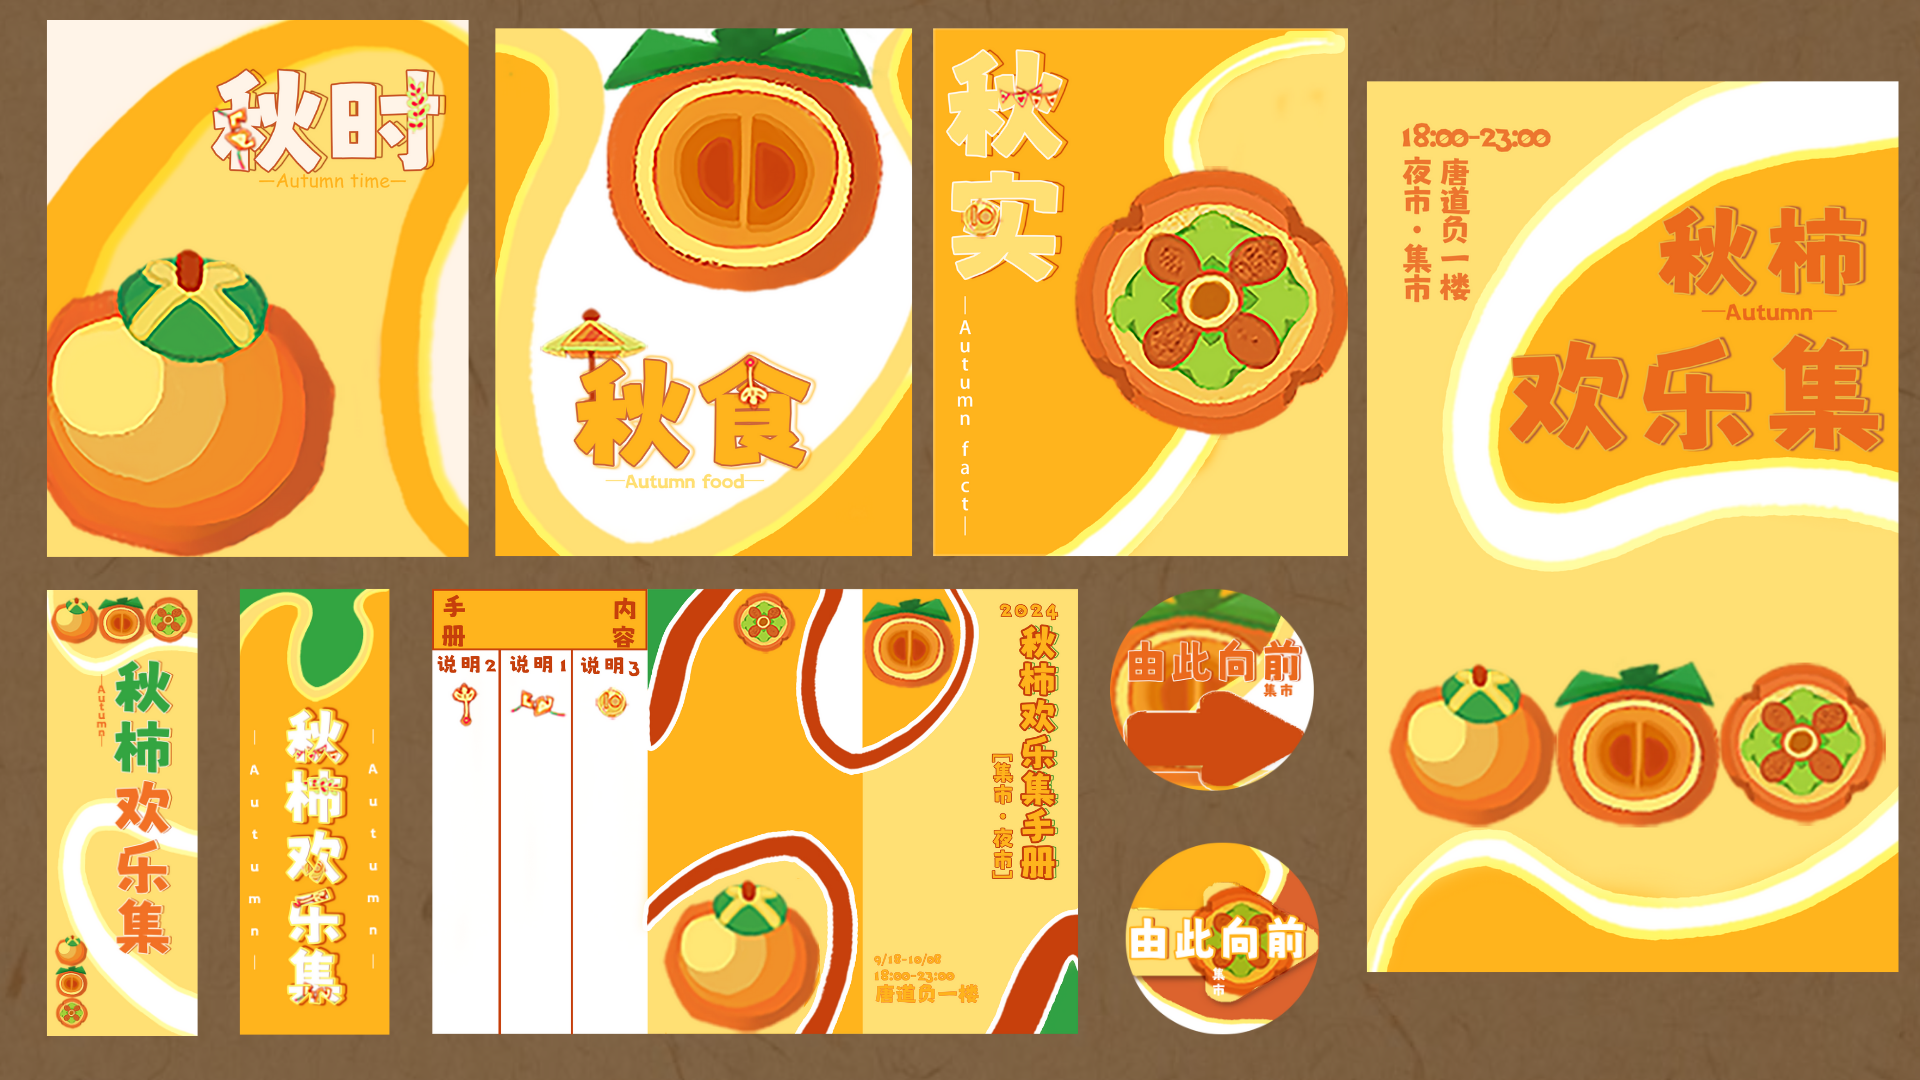 秋时
—Autumn time—
秋食
—Autumn food—
秋实
—Autumn fact—
18:00-23:00
唐道负一楼
夜市·集市
秋柿
—Autumn—
欢乐集
秋柿欢乐集
—Autumn—
秋柿欢乐集
—Autumn—
—Autumn—
手册
内容
说明2
说明1
说明3
2024
秋柿欢乐集手册
[集市·夜市]
9/18-10/08
18:00-23:00
唐道负一楼
由此向前
集市
由此向前
集市